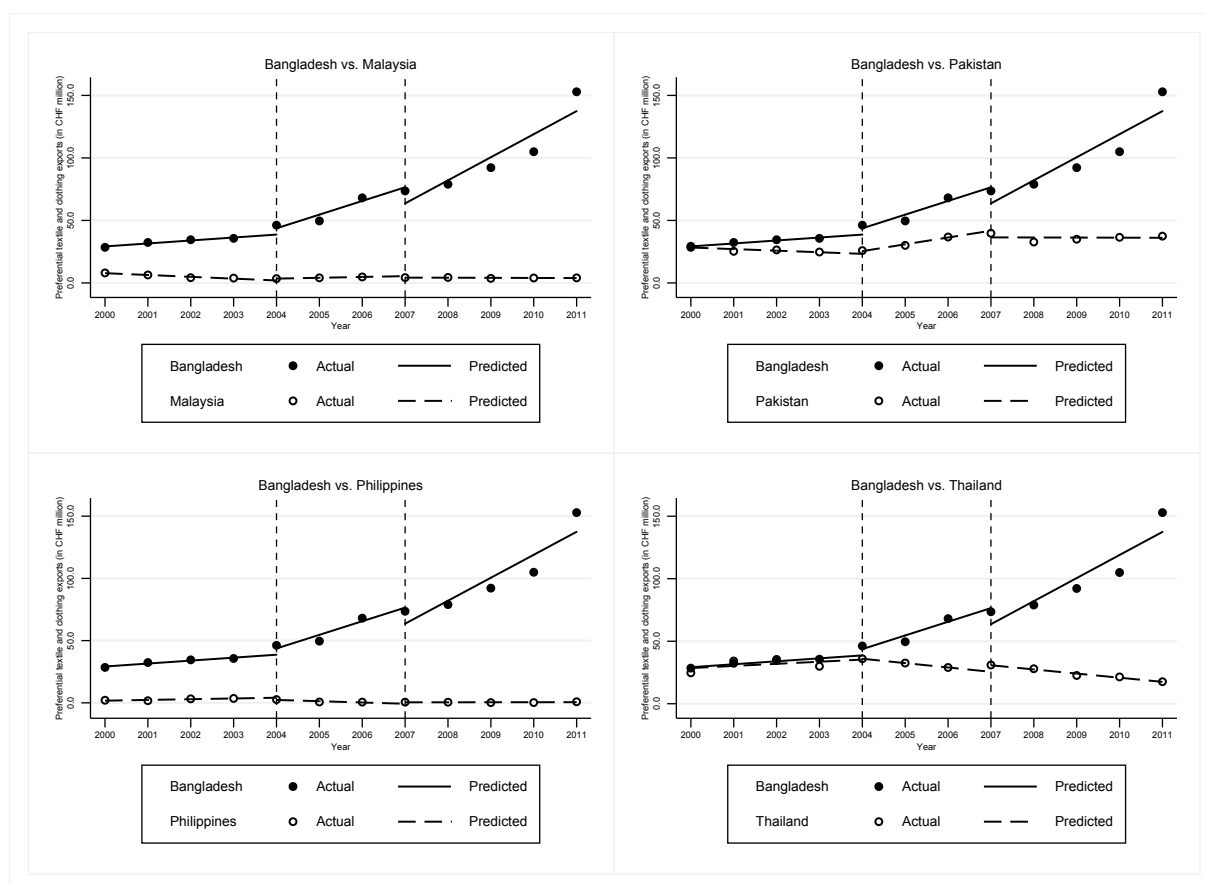 Bangladesh vs. Malaysia
Preferential textile and clothing exports (in CHF million)
150.0
100.0
50.0
0.0
2000 2001 2002 2003 2004 2005 2006 2007 2008 2009 2010 2011
Year
Bangladesh Actual Predicted
Malaysia Actual Predicted
Bangladesh vs. Pakistan
Preferential textile and clothing exports (in CHF million)
150.0
100.0
50.0
0.0
2000 2001 2002 2003 2004 2005 2006 2007 2008 2009 2010 2011
Year
Bangladesh Actual Predicted
Pakistan Actual Predicted
Bangladesh vs. Philippines
Preferential textile and clothing exports (in CHF million)
150.0
100.0
50.0
0.0
2000 2001 2002 2003 2004 2005 2006 2007 2008 2009 2010 2011
Year
Bangladesh Actual Predicted
Philippines Actual Predicted
Bangladesh vs. Thailand
Preferential textile and clothing exports (in CHF million)
150.0
100.0
50.0
0.0
2000 2001 2002 2003 2004 2005 2006 2007 2008 2009 2010 2011
Year
Bangladesh Actual Predicted
Thailand Actual Predicted